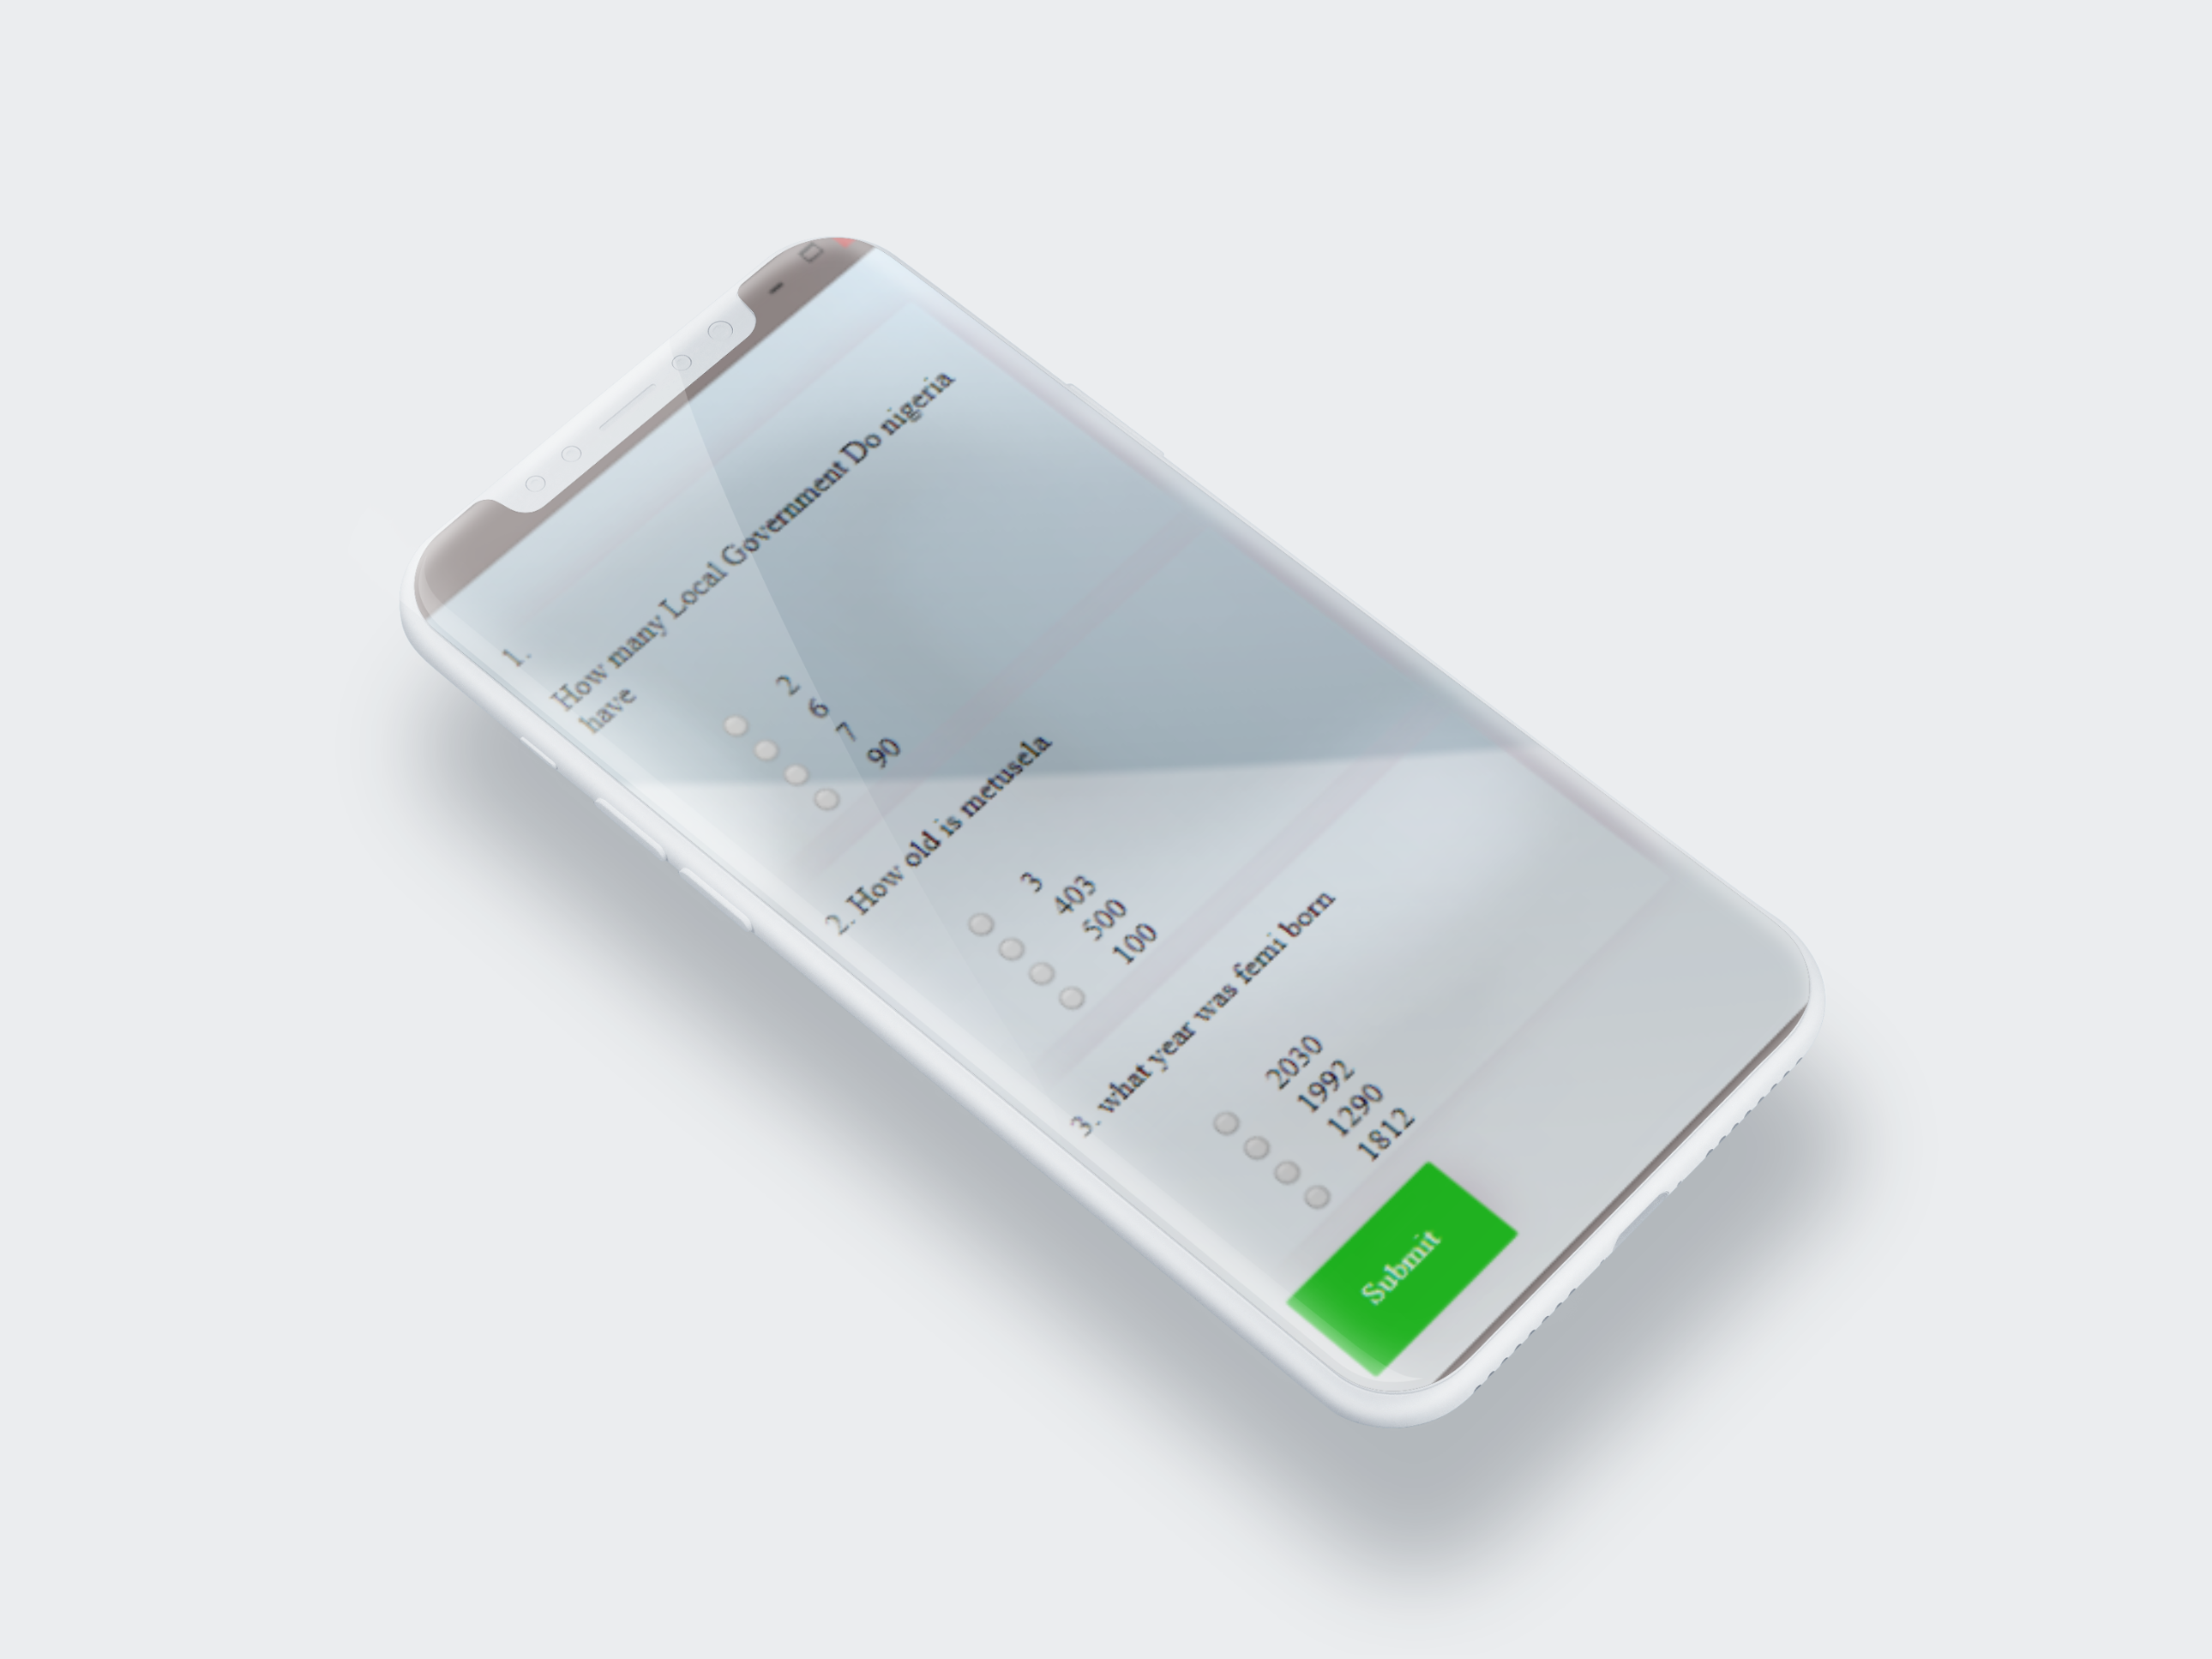 1.
How many Local Government Do nigeria
have
2
6
7
90
2. How old is metusela
3
403
500
100
3. what year was femi born
2030
1992
1290
1812
Submit